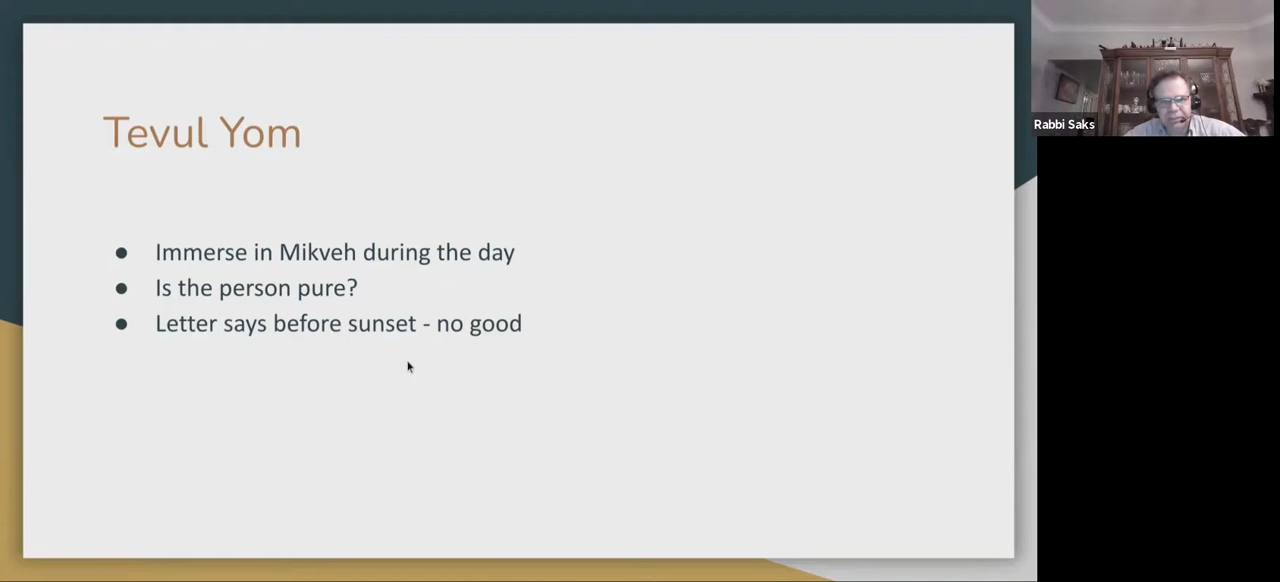 Tevul Yom
● Immerse in Mikveh during the day
● Is the person pure?
● Letter says before sunset - no good
Rabbi Saks